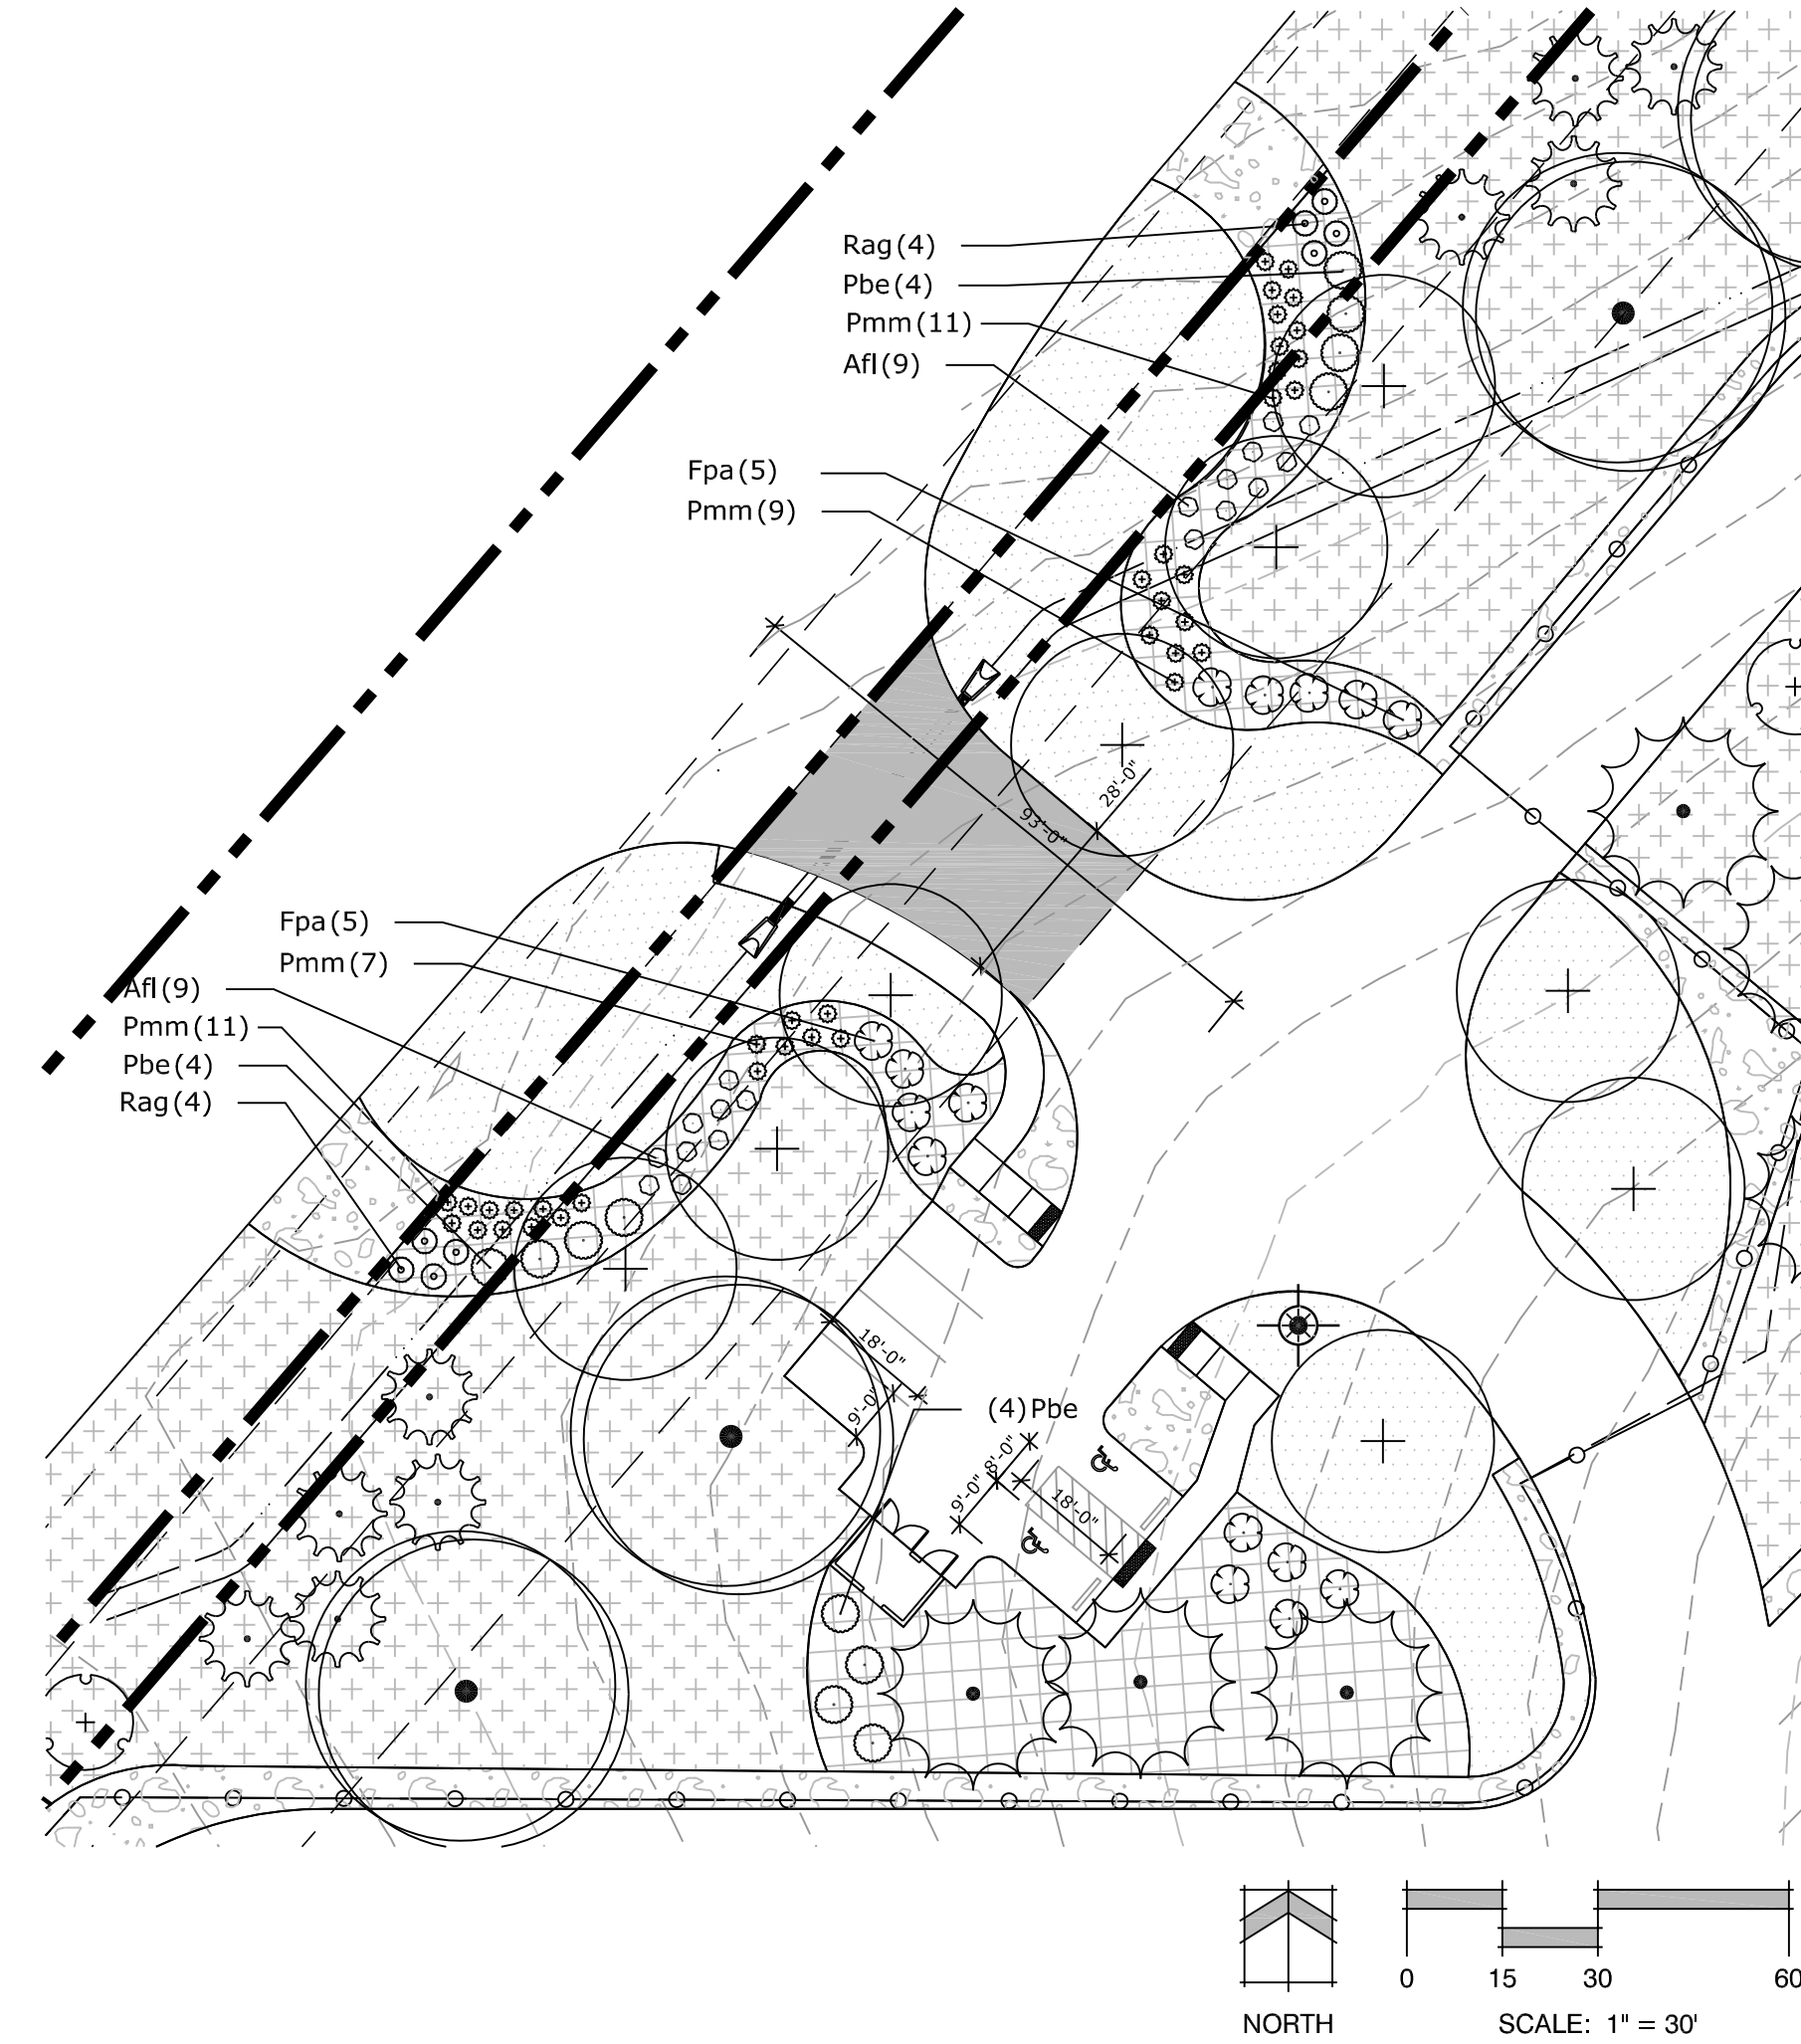 Rag(4)
Pbe(4)
Pmm(11)
Afl(9)
Fpa(5)
Pmm(9)
28'-0"
93'-0"
Fpa(5)
Pmm(7)
Afl(9)
Pmm(11)
Pbe(4)
Rag(4)
18'-0"
9'-0"
(4)Pbe
8'-0"
9'-0"
18'-0"
0 15 30 60
NORTH SCALE: 1" = 30'